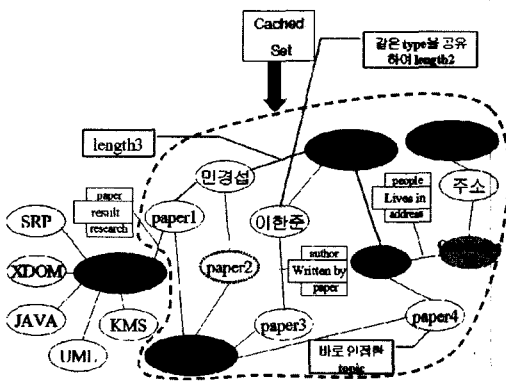 Cached
Set
같은 type을 공유
하여 length2
length3
민경섭
people
Lives in
address
주소
paper
result
research
paper1
이한준
SRP
author
Written by
paper
XDOM
paper2
JAVA
KMS
paper3
paper4
UML
바로 인접한
topic